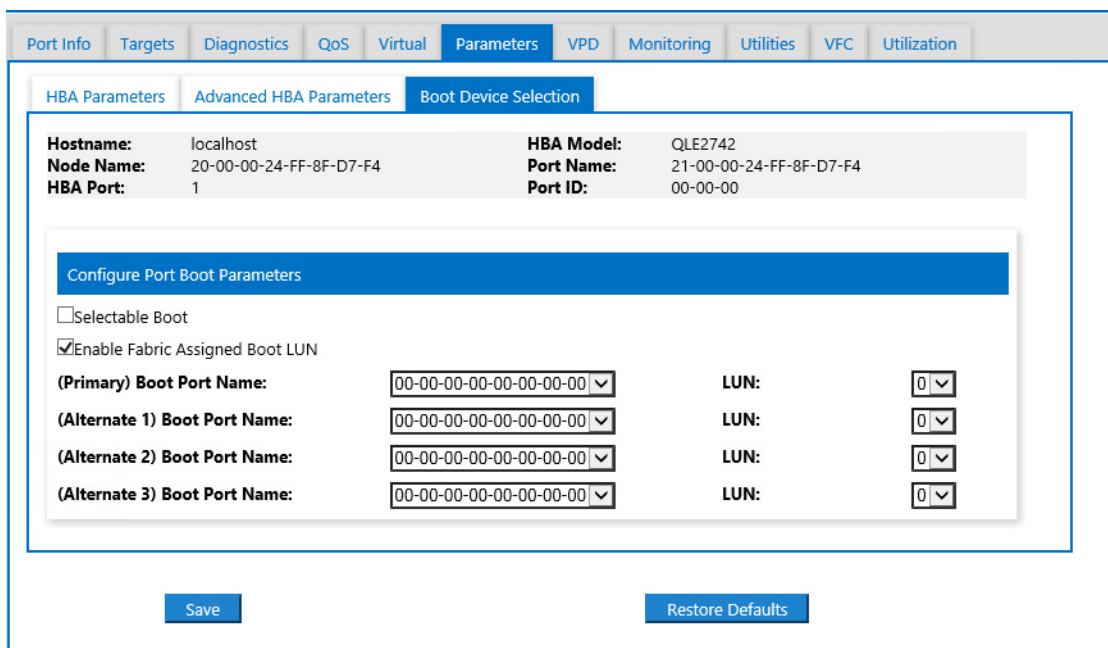 Port Info Targets Diagnostics QoS Virtual Parameters VPD Monitoring Utilities VFC Utilization
HBA Parameters Advanced HBA Parameters Boot Device Selection
Hostname: localhost HBA Model: QLE2742
Node Name: 20-00-00-24-FF-8F-D7-F4 Port Name: 21-00-00-24-FF-8F-D7-F4
HBA Port: 1 Port ID: 00-00-00
Configure Port Boot Parameters
Selectable Boot
Enable Fabric Assigned Boot LUN
(Primary) Boot Port Name: 00-00-00-00-00-00-00-00 LUN: 0
(Alternate 1) Boot Port Name: 00-00-00-00-00-00-00-00 LUN: 0
(Alternate 2) Boot Port Name: 00-00-00-00-00-00-00-00 LUN: 0
(Alternate 3) Boot Port Name: 00-00-00-00-00-00-00-00 LUN: 0
Save Restore Defaults